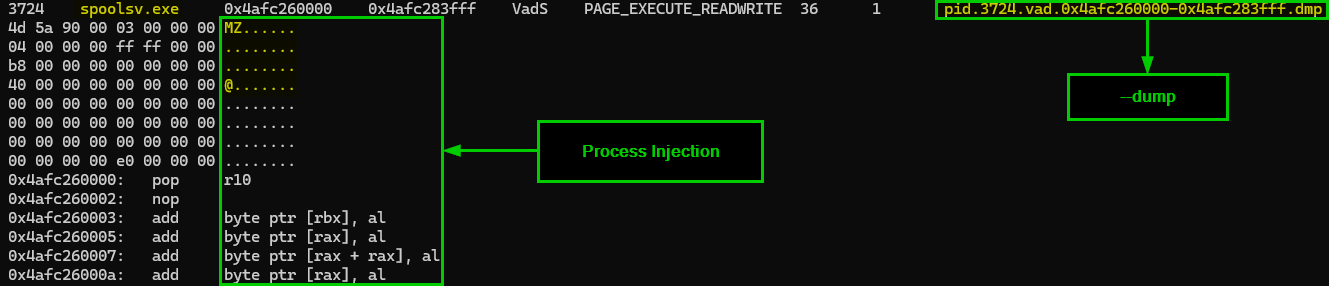 3724 spoolsv.exe 0x4afc260000 0x4afc283fff VadS PAGE_EXECUTE_READWRITE 36 1 pid.3724.vad.0x4afc260000-0x4afc283fff.dmp
4d 5a 90 00 03 00 00 00 MZ......
04 00 00 00 ff ff 00 00 ........
b8 00 00 00 00 00 00 00 ........
40 00 00 00 00 00 00 00 @.......
00 00 00 00 00 00 00 00 ........
00 00 00 00 00 00 00 00 ........
00 00 00 00 00 00 00 00 ........
00 00 00 00 e0 00 00 00 ........
0x4afc260000: pop r10
0x4afc260002: nop
0x4afc260003: add byte ptr [rbx], al
0x4afc260005: add byte ptr [rax], al
0x4afc260007: add byte ptr [rax + rax], al
0x4afc26000a: add byte ptr [rax], al
Process Injection
--dump